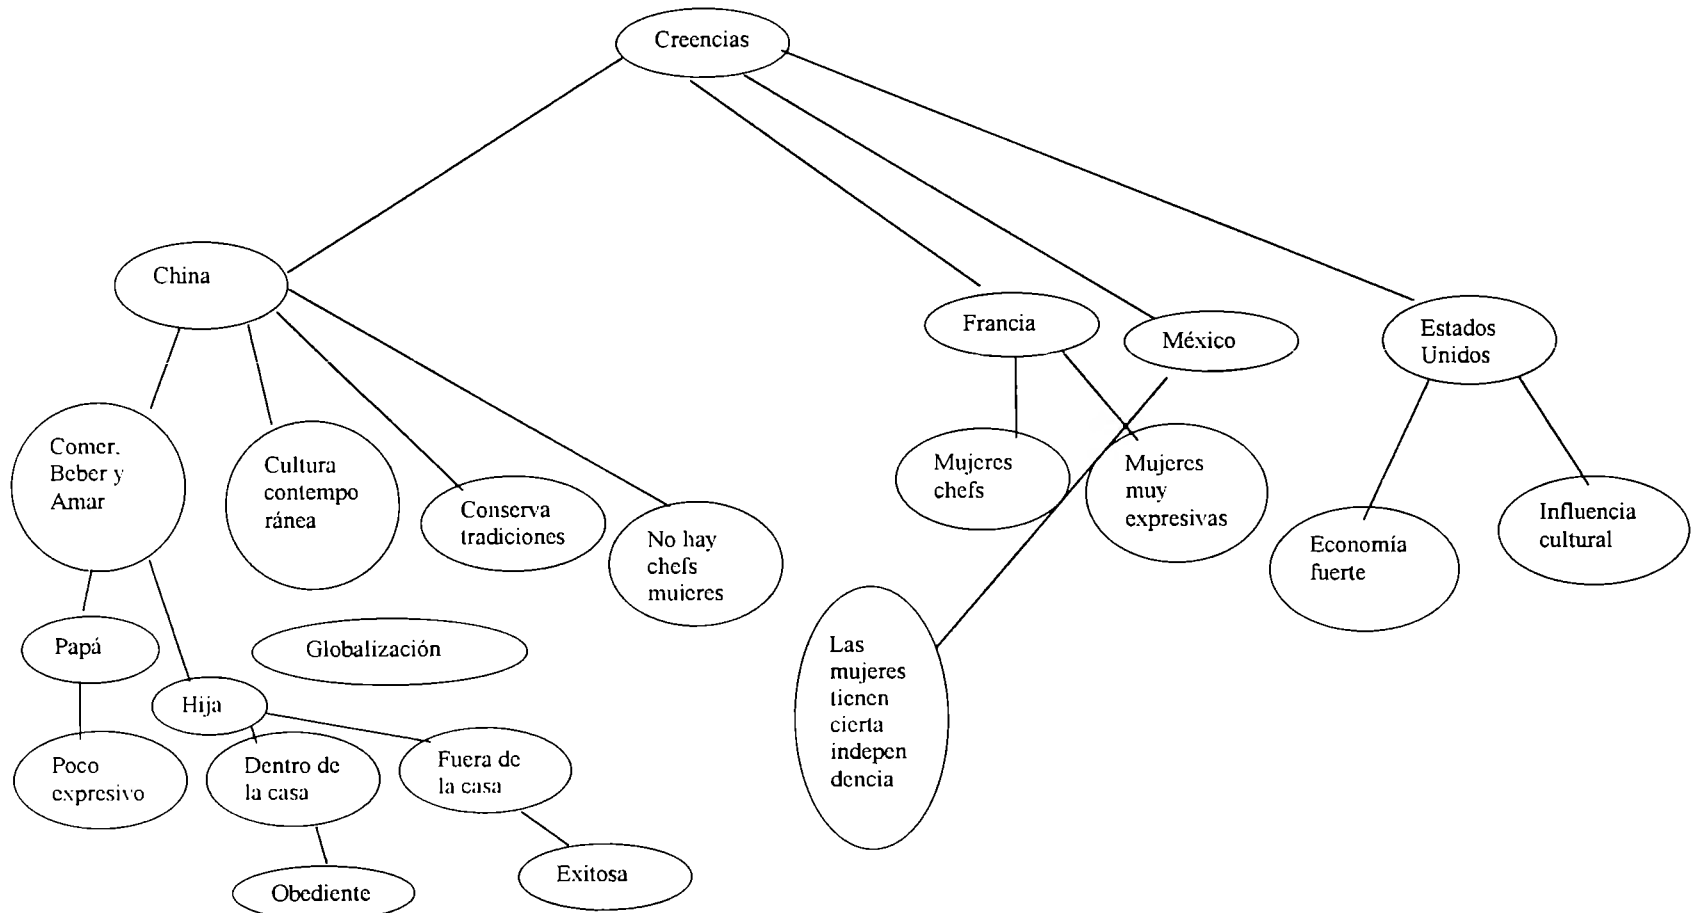 Creencias
China
Francia
México
Estados
Unidos
Comer.
Beber y
Amar
Cultura
contempo
ránea
Conserva
tradiciones
No hay
chefs
mujeres
Mujeres
chefs
Mujeres
muy
expresivas
Economía
fuerte
Influencia
cultural
Papá
Globalización
Hija
Las
mujeres
tienen
cierta
indepen
dencia
Poco
expresivo
Dentro de
la casa
Fuera de
la casa
Obediente
Exitosa